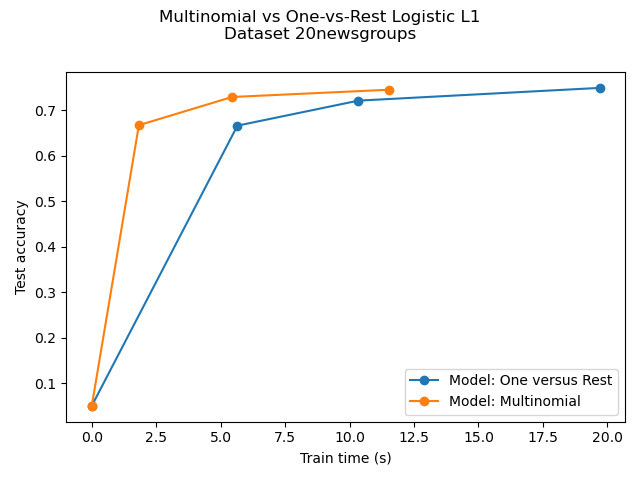 Multinomial vs One-vs-Rest Logistic L1
Dataset 20newsgroups
Test accuracy
0.7
0.6
0.5
0.4
0.3
0.2
0.1
Model: One versus Rest
Model: Multinomial
0.0 2.5 5.0 7.5 10.0 12.5 15.0 17.5 20.0
Train time (s)